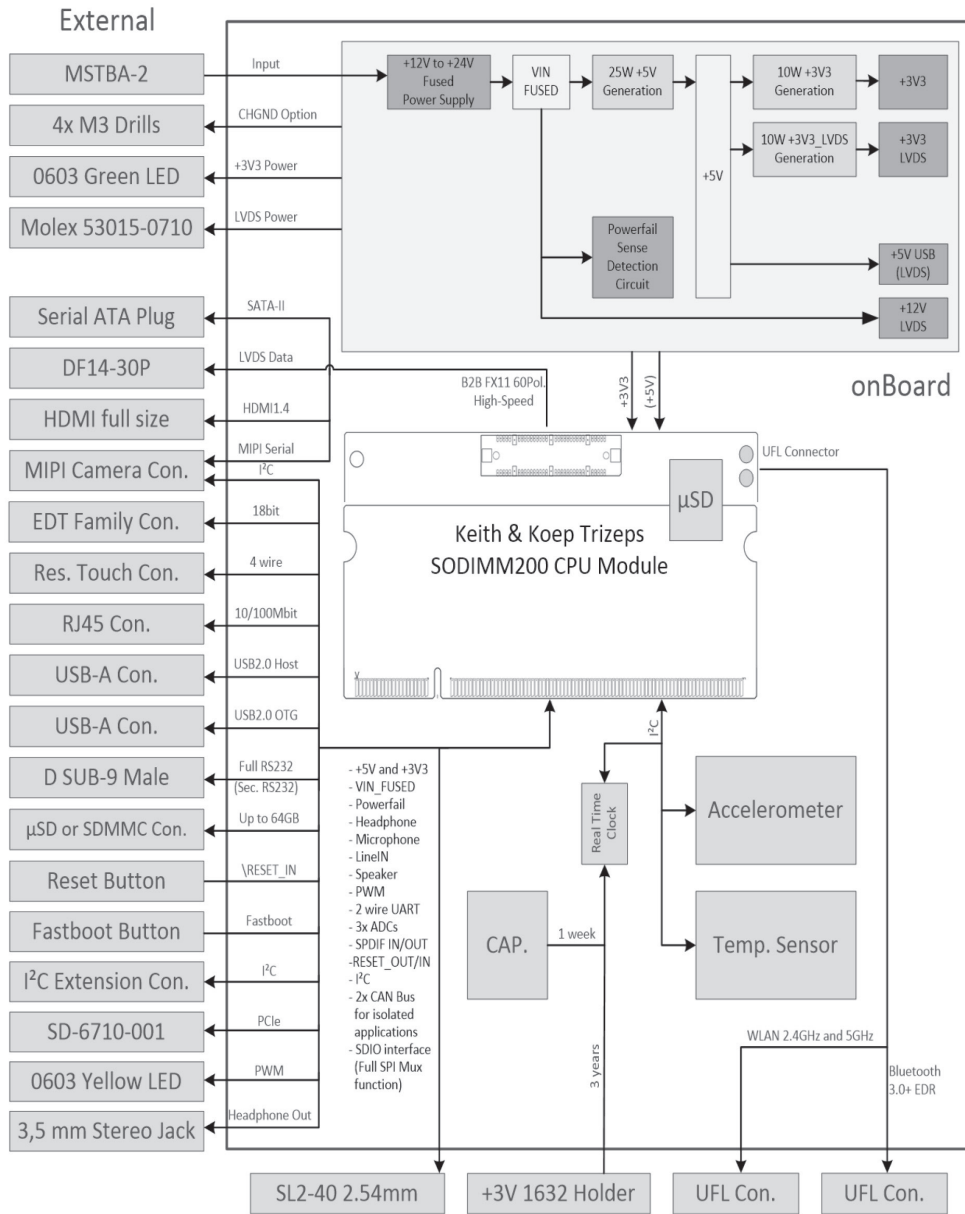 External
MSTBA-2
Input
+12V to +24V
Fused
Power Supply
VIN
FUSED
25W +5V
Generation
10W +3V3
Generation
+3V3
4x M3 Drills
CHGND Option
10W +3V3_LVDS
Generation
+3V3
LVDS
+5V
0603 Green LED
+3V3 Power
Molex 53015-0710
LVDS Power
Powerfail
Sense
Detection
Circuit
+5V USB
(LVDS)
+12V
LVDS
Serial ATA Plug
SATA-II
DF14-30P
LVDS Data
B2B FX11 60Pol.
High-Speed
+3V3
(+5V)
onBoard
HDMI full size
HDMI1.4
MIPI Camera Con.
MIPI Serial
I²C
UFL Connector
µSD
EDT Family Con.
18bit
Keith & Koep Trizeps
SODIMM200 CPU Module
Res. Touch Con.
4 wire
RJ45 Con.
10/100Mbit
USB-A Con.
USB2.0 Host
USB-A Con.
USB2.0 OTG
I²C
D SUB-9 Male
Full RS232
(Sec. RS232)
µSD or SDMMC Con.
Up to 64GB
Reset Button
\RESET_IN
Fastboot Button
Fastboot
I²C Extension Con.
I²C
SD-6710-001
PCIe
0603 Yellow LED
PWM
3,5 mm Stereo Jack
Headphone Out
- +5V and +3V3
- VIN_FUSED
- Powerfail
- Headphone
- Microphone
- LineIN
- Speaker
- PWM
- 2 wire UART
- 3x ADCs
- SPDIF IN/OUT
-RESET_OUT/IN
- I²C
- 2x CAN Bus
for isolated
applications
- SDIO interface
(Full SPI Mux
function)
Real Time
Clock
Accelerometer
CAP.
1 week
Temp. Sensor
3 years
WLAN 2.4GHz and 5GHz
Bluetooth
3.0+ EDR
SL2-40 2.54mm
+3V 1632 Holder
UFL Con.
UFL Con.